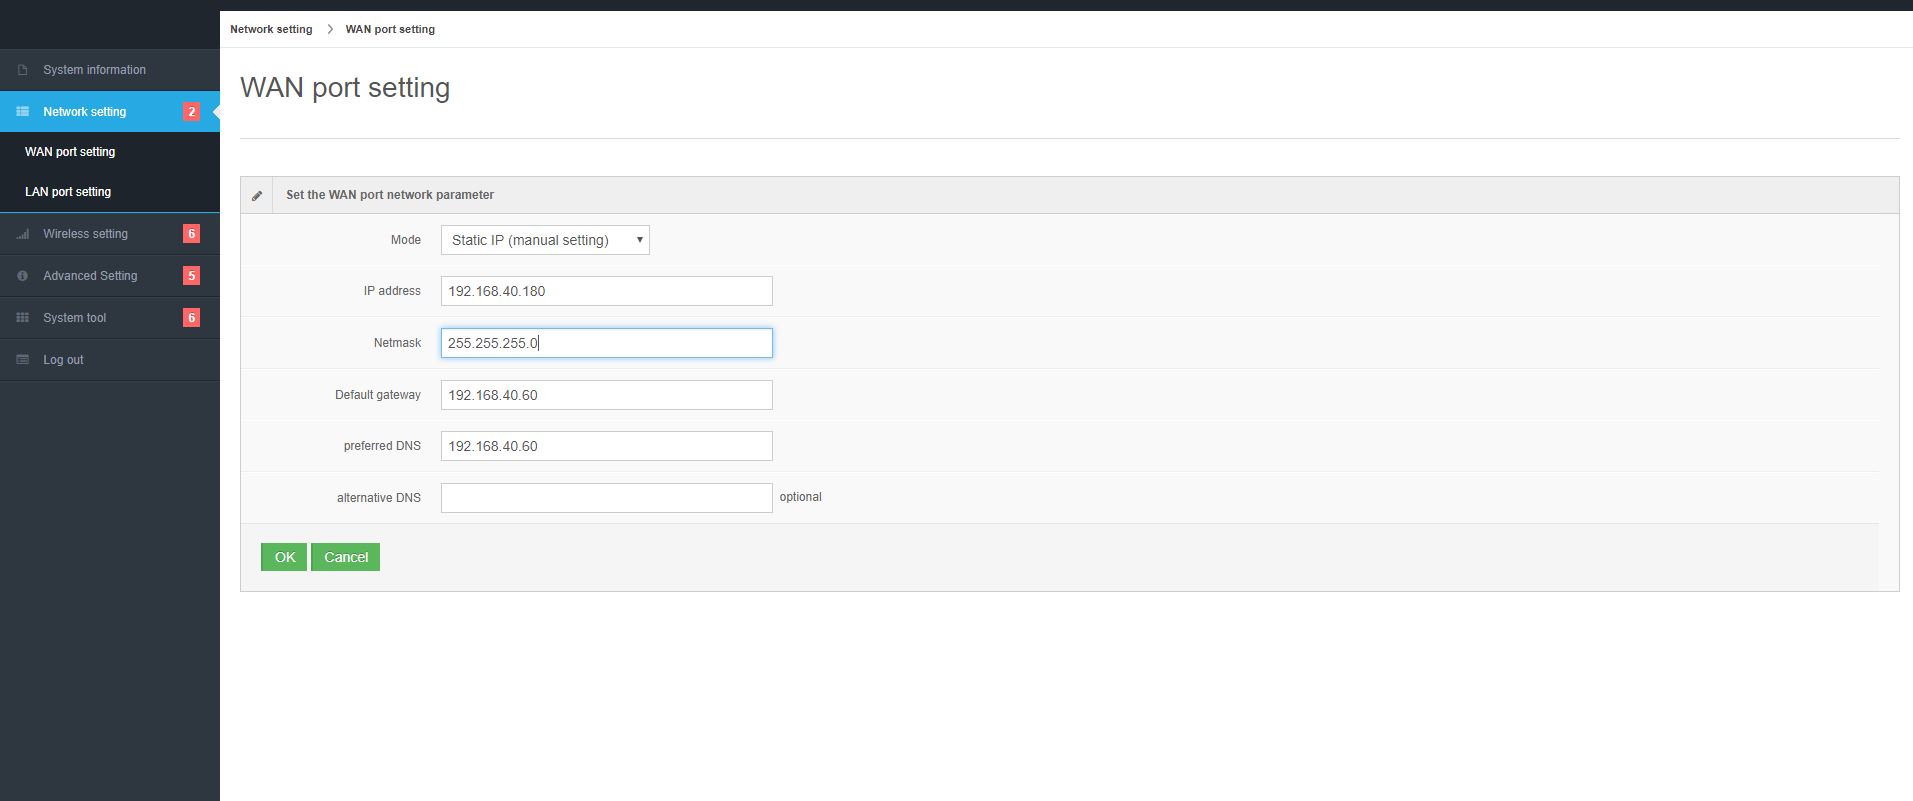 Network setting > WAN port setting
System information
Network setting 2
WAN port setting
LAN port setting
Wireless setting 6
Advanced Setting 5
System tool 6
Log out
WAN port setting
Set the WAN port network parameter
Mode Static IP (manual setting)
IP address 192.168.40.180
Netmask 255.255.255.0
Default gateway 192.168.40.60
preferred DNS 192.168.40.60
alternative DNS optional
OK Cancel